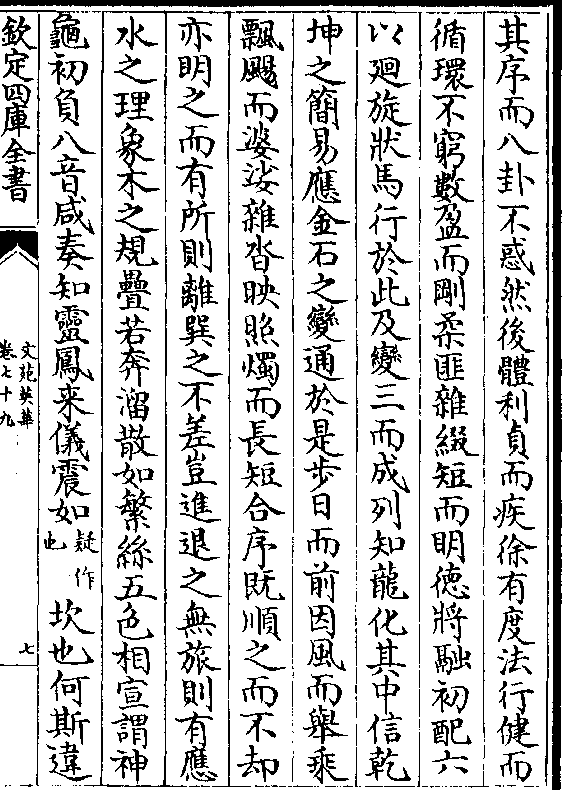 其序而八卦不惑然後體利貞而疾徐有度法行健而
循環不窮數盈而剛柔匪雜綴短而明德將融初配六
以廻旋狀馬行於此及變三而成列知龍化其中信乾
坤之簡易應金石之變通於是步日而前因風而舉乘
飄颺而婆娑雜沓映照燭而長短合序既順之而不却
亦明之而有所則離巽之不差豈進退之無旅則有應
水之理象木之規疊若奔溜散如繁絲五色相宣謂神
龜初負八音咸奏知靈鳳来儀震如疑作也坎也何斯違
欽定四庫全書
文苑英華
卷七十九
七